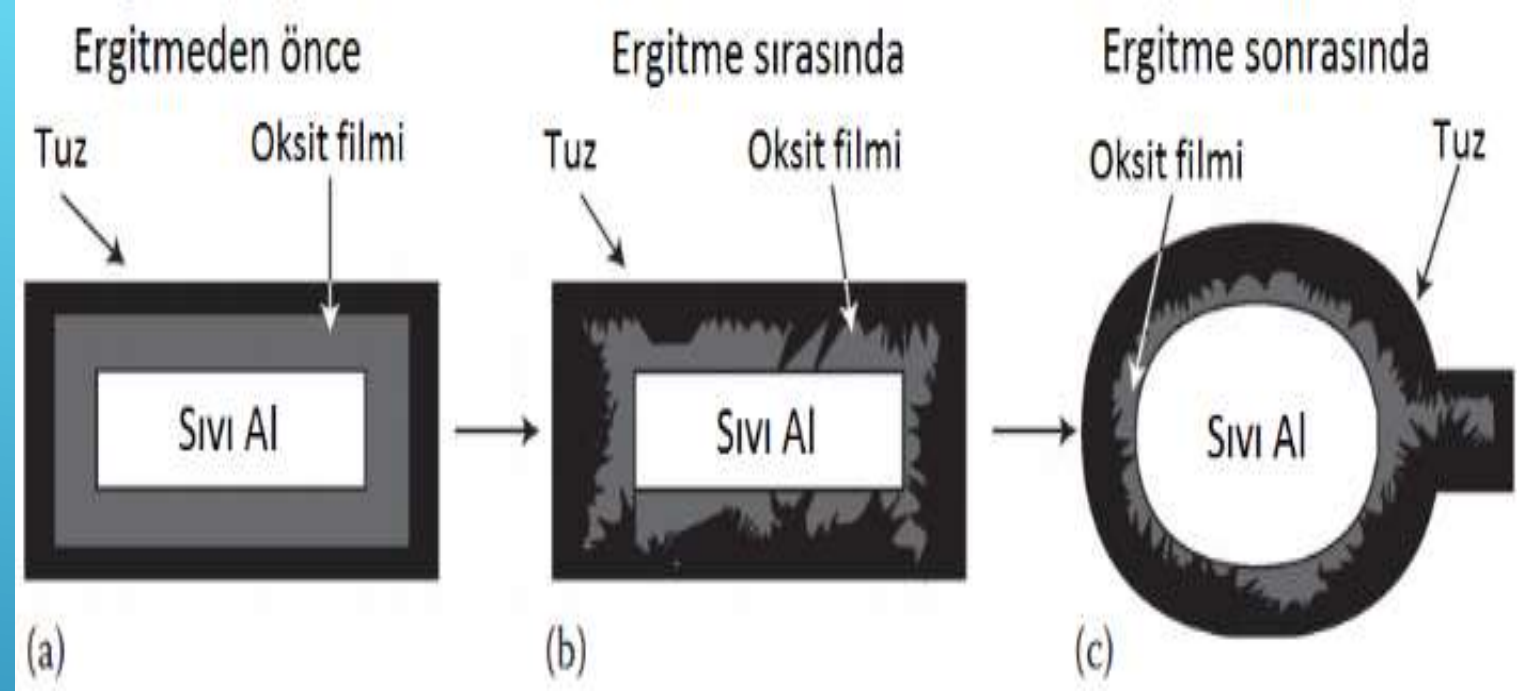 Ergitmeden önce
Tuz
Oksit filmi
Sıvı Al
(a)
Ergitme sırasında
Tuz
Oksit filmi
Sıvı Al
(b)
Ergitme sonrasında
Oksit filmi
Tuz
Sıvı Al
(c)